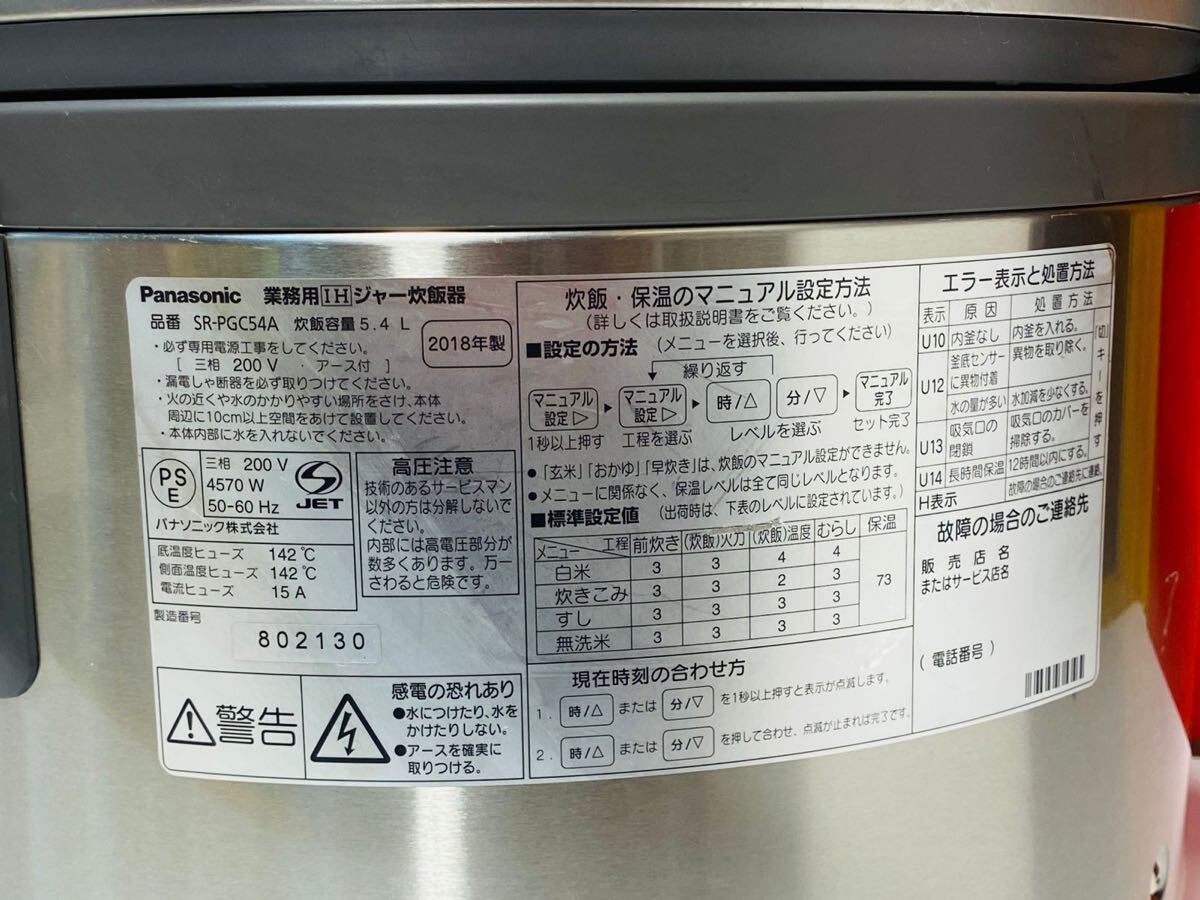 Panasonic 業務用IHジャー炊飯器
品番 SR-PGC54A 炊飯容量5.4 L
2018年製
・必ず専用電源工事をしてください。
[ 三相 200 V ・ アース付 ]
・漏電しゃ断器を必ず取りつけてください。
・火の近くや水のかかりやすい場所をさけ、本体
周辺に10cm以上空間をあけて設置してください。
・本体内部に水を入れないでください。
PSE
三相 200 V
4570 W
50-60 Hz
JET
パナソニック株式会社
底温度ヒューズ 142℃
側面温度ヒューズ 142℃
電流ヒューズ 15 A
製造番号
802130
高圧注意
技術のあるサービスマン
以外の方は分解しないで
ください。
内部には高電圧部分が
数多くあります。万一
さわると危険です。
警告
感電の恐れあり
●水につけたり、水を
かけたりしない。
●アースを確実に
取りつける。
炊飯・保温のマニュアル設定方法
(詳しくは取扱説明書をご覧ください。)
■設定の方法 (メニューを選択後、行ってください)
繰り返す
マニュアル設定▷ ▶ マニュアル設定▷ ▶ 時/△ 分/▽ ▶ マニュアル完了
1秒以上押す 工程を選ぶ レベルを選ぶ セット完了
●「玄米」「おかゆ」「早炊き」は、炊飯のマニュアル設定ができません。
●メニューに関係なく、保温レベルは全て同じレベルとなります。
■標準設定値 (出荷時は、下表のレベルに設定されています。)
メニュー 工程 前炊き (炊飯)火力 (炊飯)温度 むらし 保温
白米 3 3 4 4 73
炊きこみ 3 3 2 3
すし 3 3 3 3
無洗米 3 3 3 3
現在時刻の合わせ方
1. 時/△ または 分/▽ を1秒以上押すと表示が点滅します。
2. 時/△ または 分/▽ を押して合わせ、点滅が止まれば完了です。
エラー表示と処置方法
表示 原因 処置方法
U10 内釜なし 内釜を入れる。
U12 釜底センサーに異物付着 異物を取り除く。
水の量が多い 水加減を少なくする。
U13 吸気口の閉鎖 吸気口のカバーを掃除する。
U14 長時間保温 12時間以内にする。
H表示 故障の場合のご連絡先に連絡
「切」キーを押す
故障の場合のご連絡先
販売店名
またはサービス店名
(電話番号)